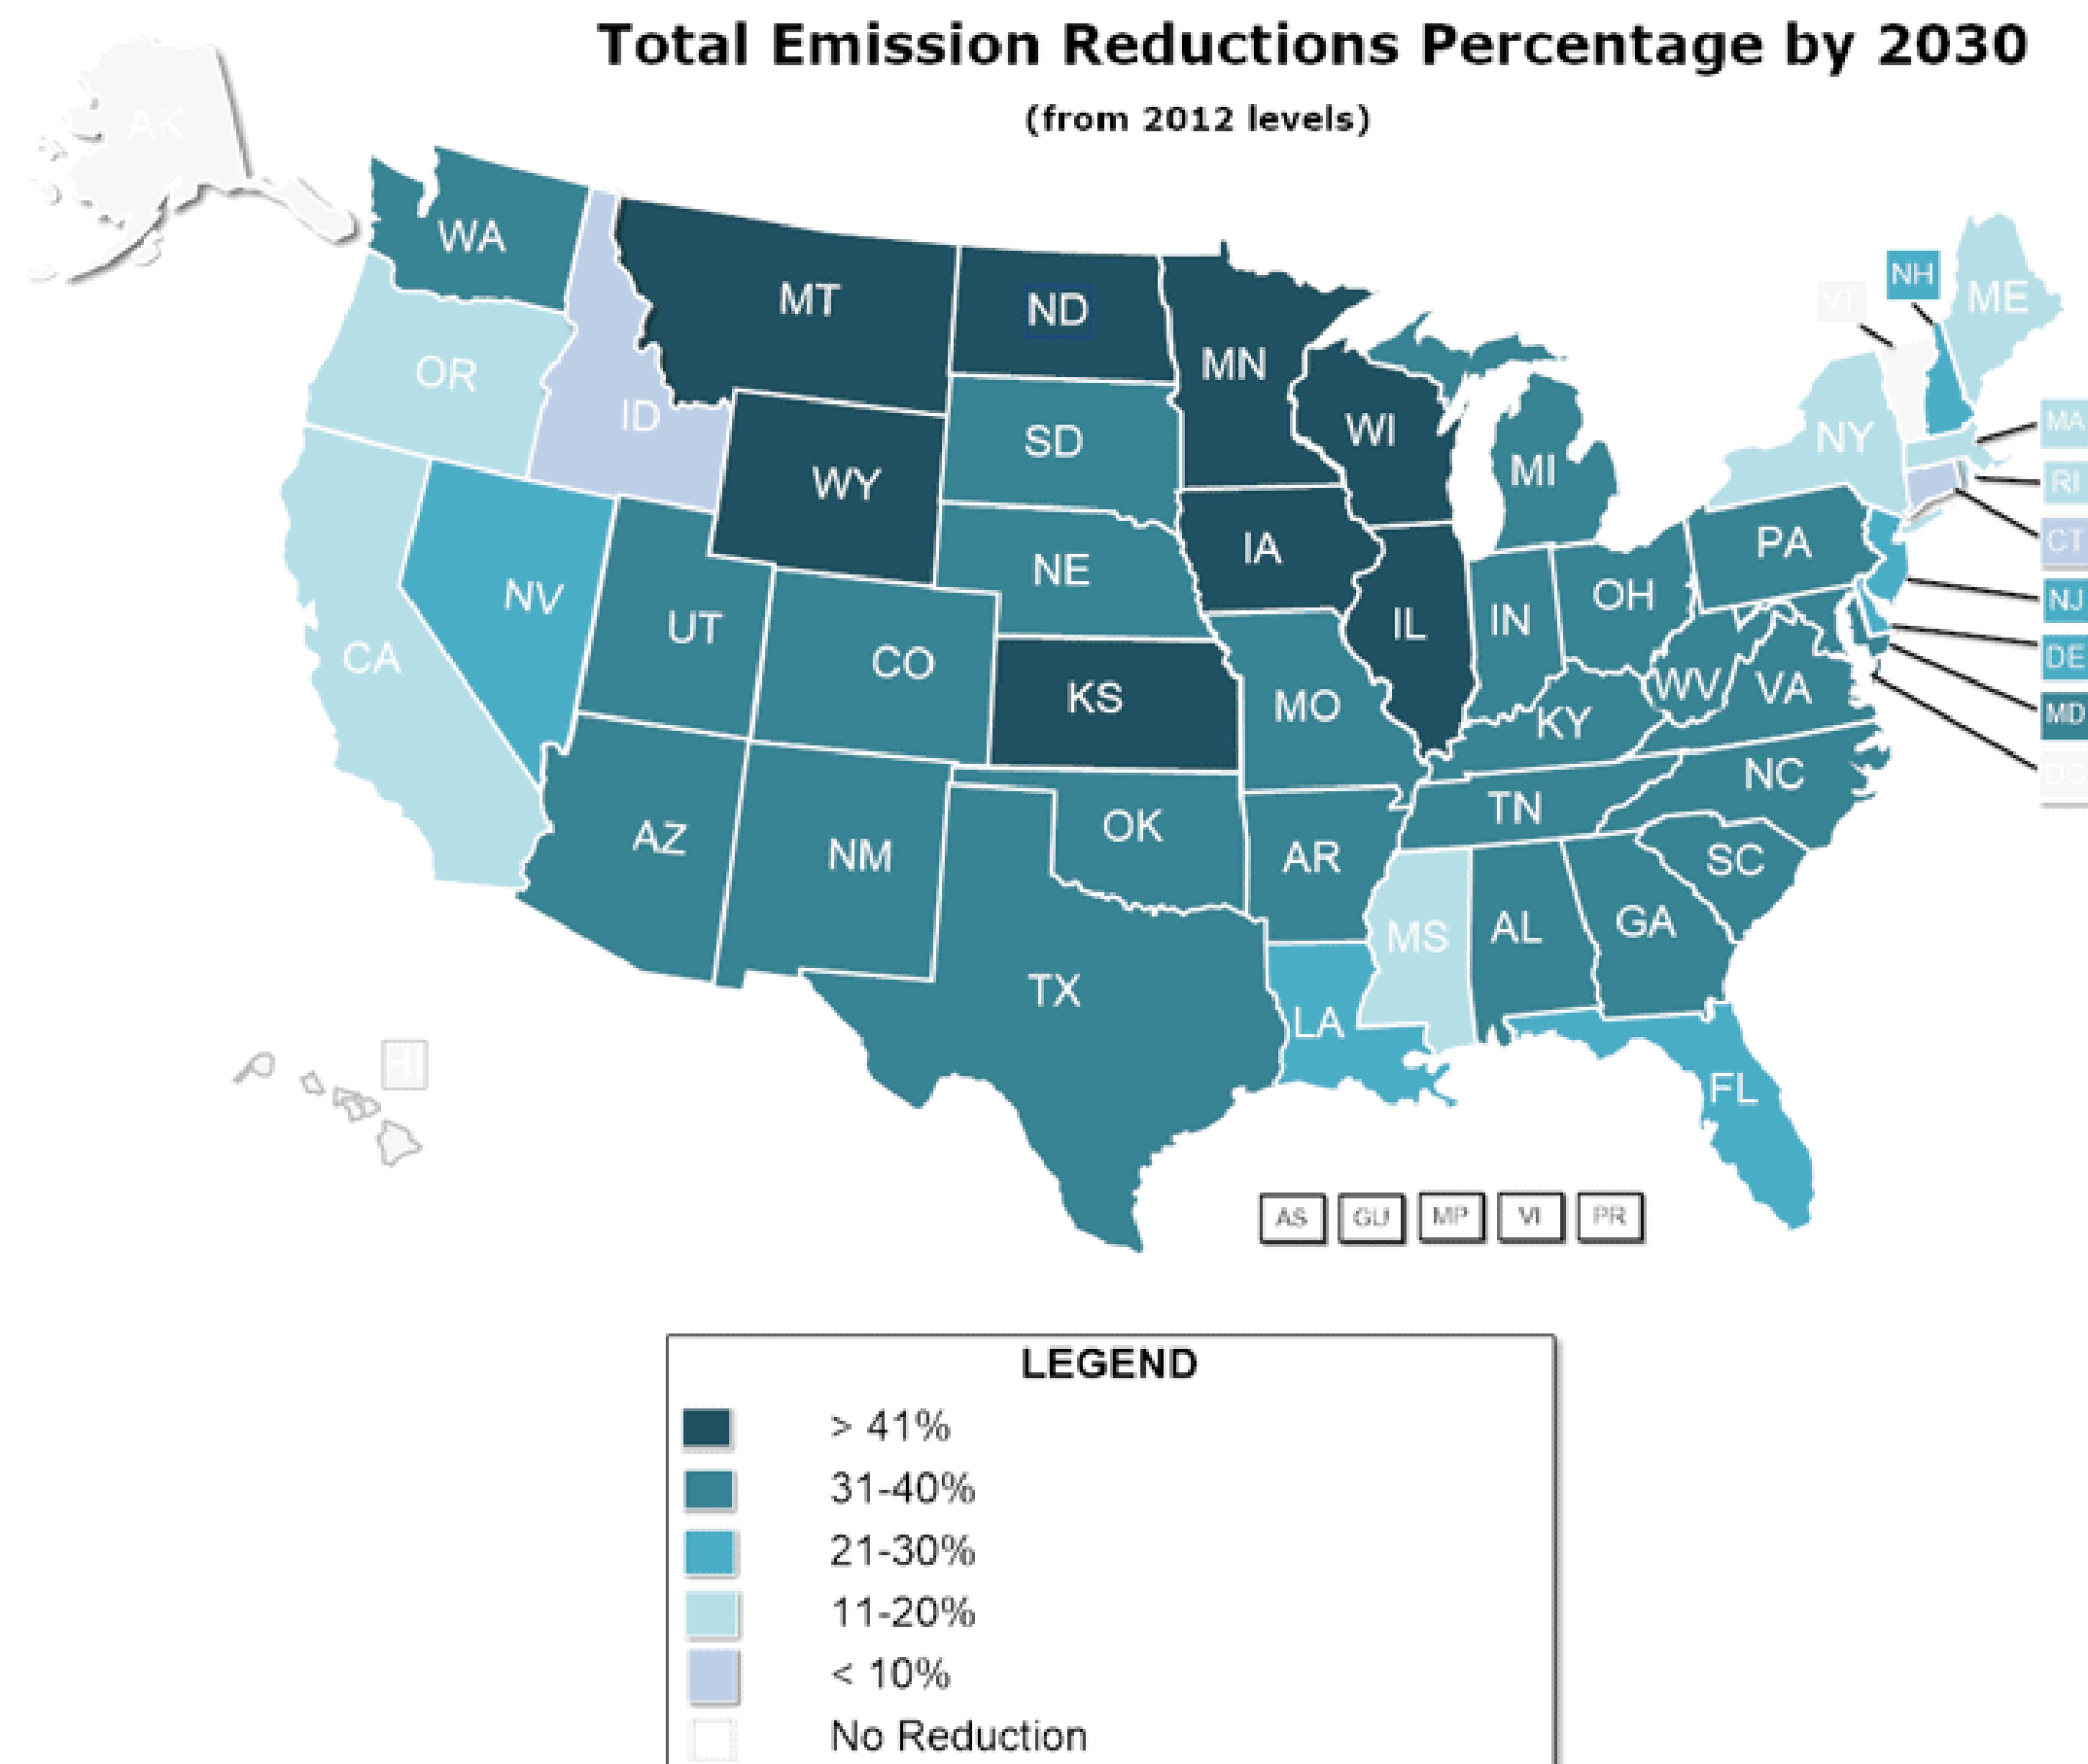 Total Emission Reductions Percentage by 2030
(from 2012 levels)
AK
WA
MT
ND
MN
OR
ID
WY
SD
WI
MI
NH
VT
ME
NY
MA
RI
CT
NJ
DE
MD
DC
PA
IA
NE
NV
UT
CO
KS
MO
IL
IN
OH
WV
VA
KY
CA
AZ
NM
OK
AR
TN
NC
SC
TX
LA
MS
AL
GA
FL
HI
AS
GU
MP
VI
PR
LEGEND
> 41%
31-40%
21-30%
11-20%
< 10%
No Reduction